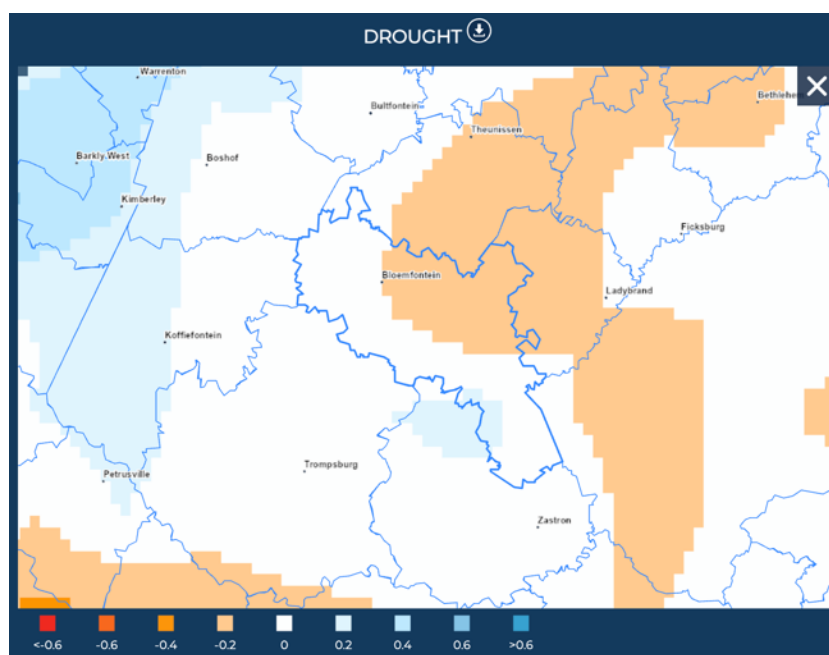 DROUGHT
Warrenton
Bethlehem
Bultfontein
Theunissen
Barkly West
Boshof
Kimberley
Ficksburg
Bloemfontein
Ladybrand
Koffiefontein
Trompsburg
Petrusville
Zastron
<-0.6 -0.6 -0.4 -0.2 0 0.2 0.4 0.6 >0.6